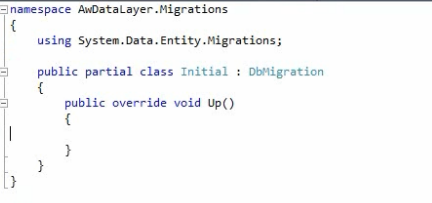 namespace AwDataLayer.Migrations
{
using System.Data.Entity.Migrations;
public partial class Initial : DbMigration
{
public override void Up()
{
}
}
}